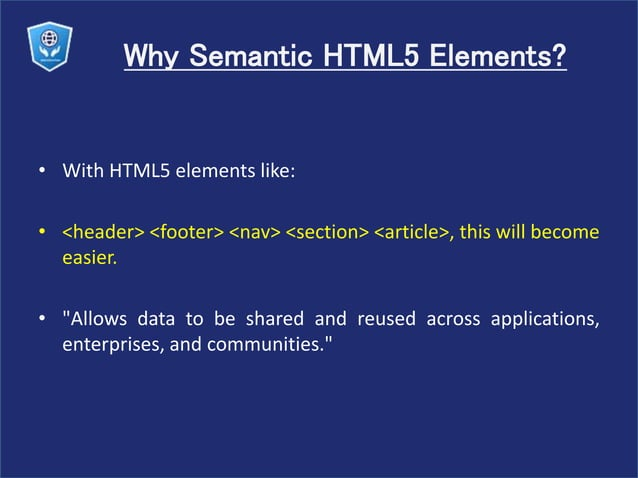 Why Semantic HTML5 Elements?
• With HTML5 elements like:
• <header> <footer> <nav> <section> <article>, this will become
easier.
• "Allows data to be shared and reused across applications,
enterprises, and communities."